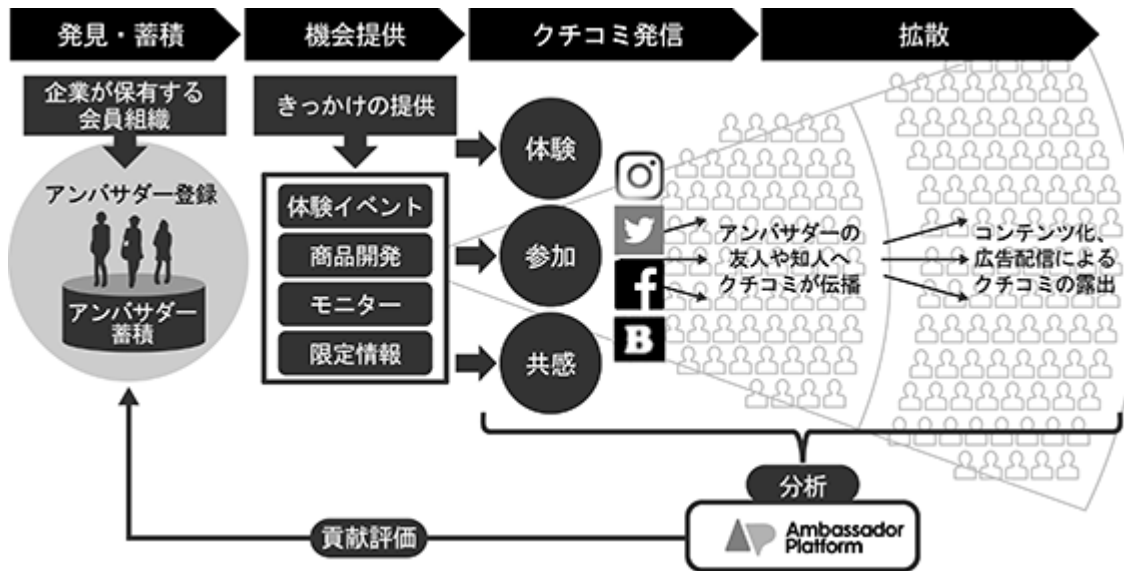 発見・蓄積
機会提供
クチコミ発信
拡散
企業が保有する
会員組織
アンバサダー登録
アンバサダー
蓄積
きっかけの提供
体験イベント
商品開発
モニター
限定情報
体験
参加
共感
f
B
アンバサダーの
友人や知人へ
クチコミが伝播
コンテンツ化、
広告配信による
クチコミの露出
分析
AP
Ambassador
Platform
貢献評価